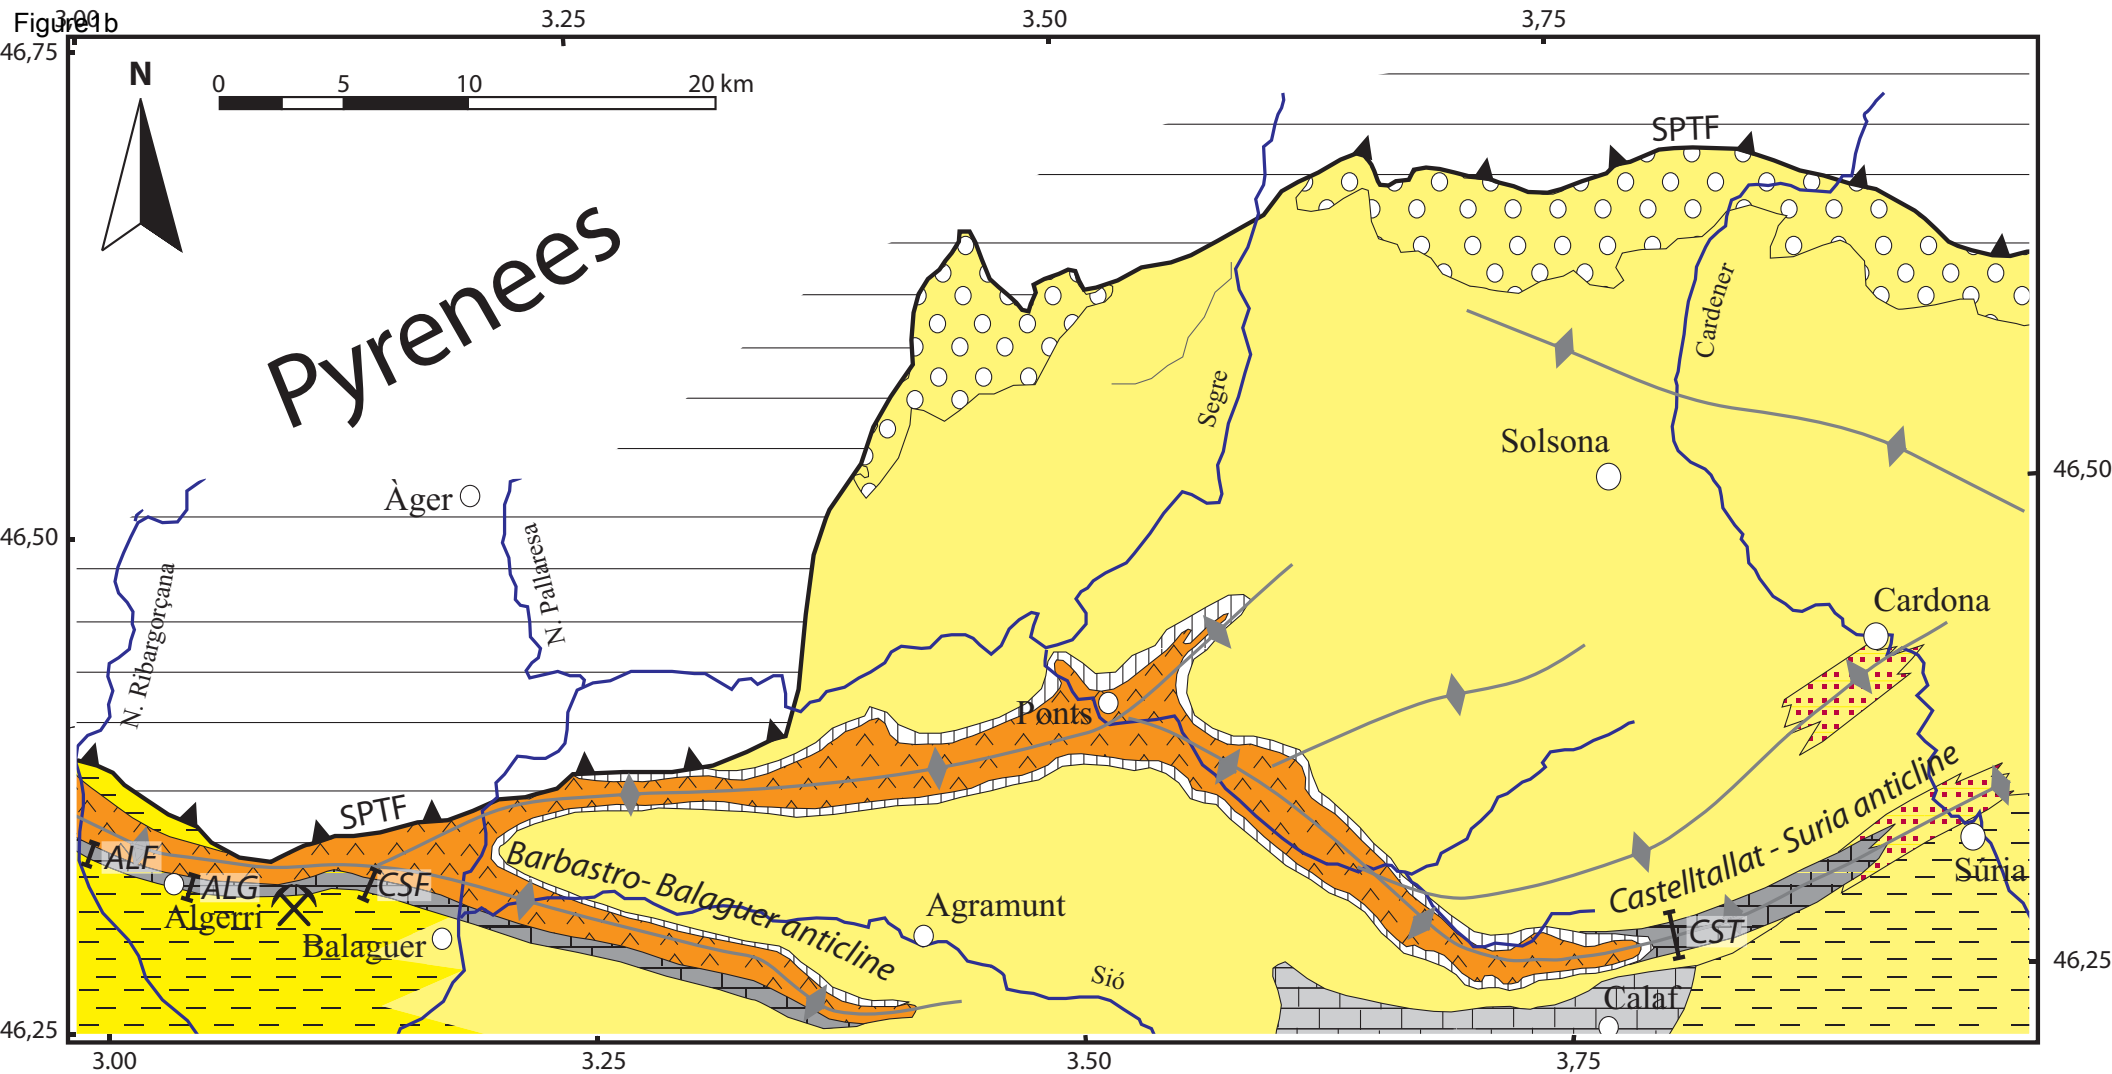 Figure1b
3.00
3.25
3.50
3,75
46,75
N
0
5
10
20 km
SPTF
Pyrenees
Cardener
Segre
Solsona
46,50
Àger
46,50
N. Pallaresa
N. Ribargorçana
Cardona
Ponts
SPTF
Castelltallat - Suria anticline
Barbastro- Balaguer anticline
ALF
ALG
CSF
Súria
Algerri
Agramunt
Balaguer
CST
Sió
46,25
Calaf
46,25
3.00
3.25
3.50
3,75